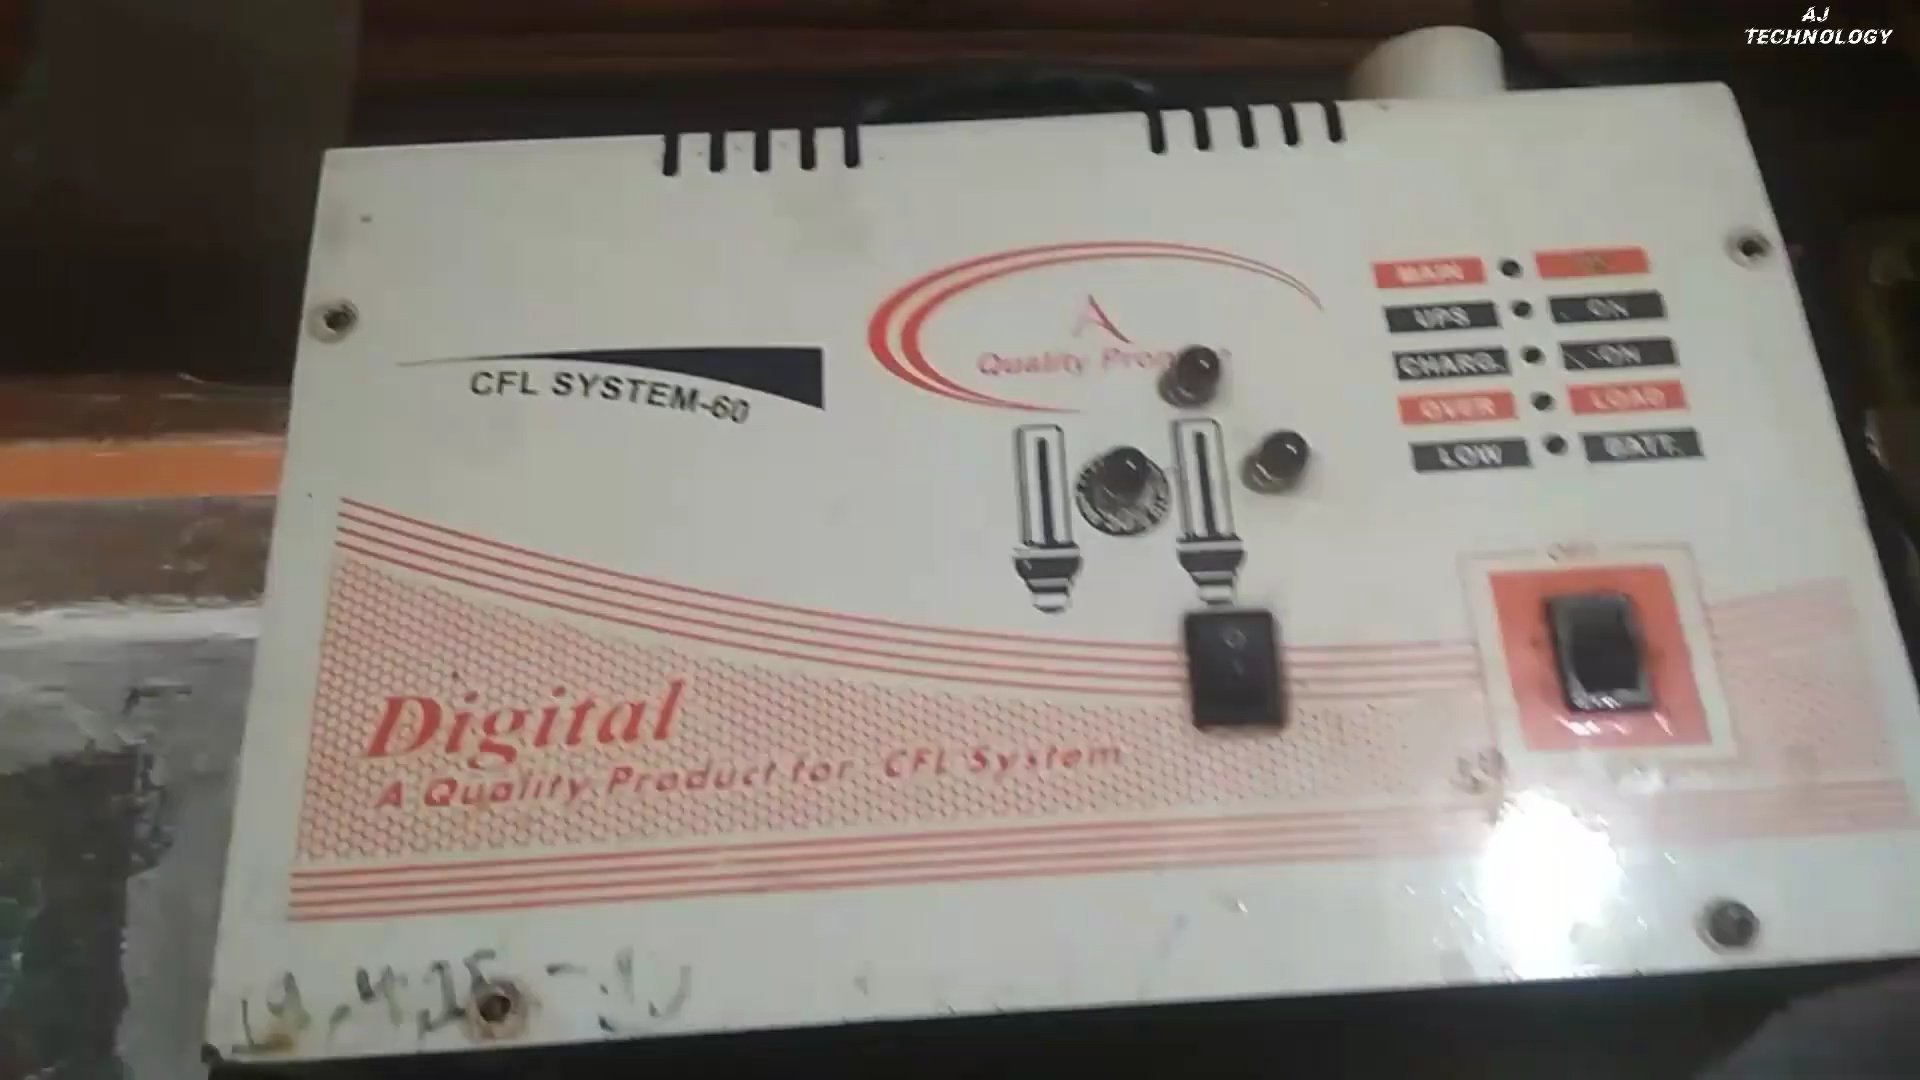 AJ
TECHNOLOGY
A
Quality
CFL SYSTEM-60
MAIN
UPS ON
CHARG. ON
OVER LOAD
LOW BATT.
Digital
A Quality Product for CFL System